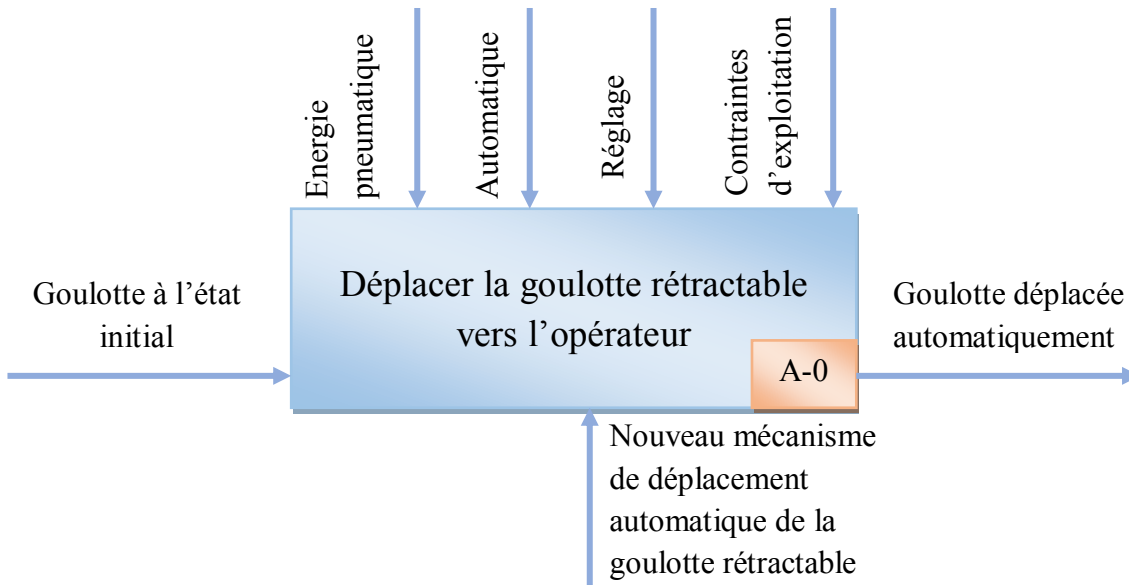 Energie
pneumatique
Automatique
Réglage
Contraintes
d’exploitation
Déplacer la goulotte rétractable
vers l’opérateur
Goulotte à l’état
initial
Goulotte déplacée
automatiquement
A-0
Nouveau mécanisme
de déplacement
automatique de la
goulotte rétractable